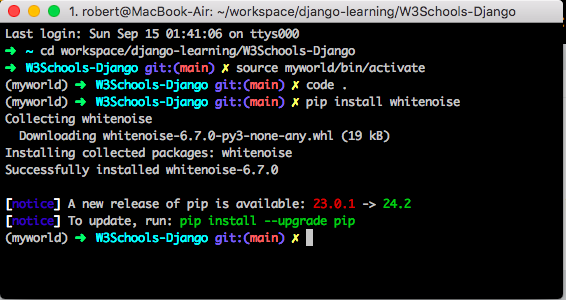 1. robert@MacBook-Air: ~/workspace/django-learning/W3Schools-Django
Last login: Sun Sep 15 01:41:06 on ttys000
➜ ~ cd workspace/django-learning/W3Schools-Django
➜ W3Schools-Django git:(main) ✗ source myworld/bin/activate
(myworld) ➜ W3Schools-Django git:(main) ✗ code .
(myworld) ➜ W3Schools-Django git:(main) ✗ pip install whitenoise
Collecting whitenoise
  Downloading whitenoise-6.7.0-py3-none-any.whl (19 kB)
Installing collected packages: whitenoise
Successfully installed whitenoise-6.7.0
[notice] A new release of pip is available: 23.0.1 -> 24.2
[notice] To update, run: pip install --upgrade pip
(myworld) ➜ W3Schools-Django git:(main) ✗